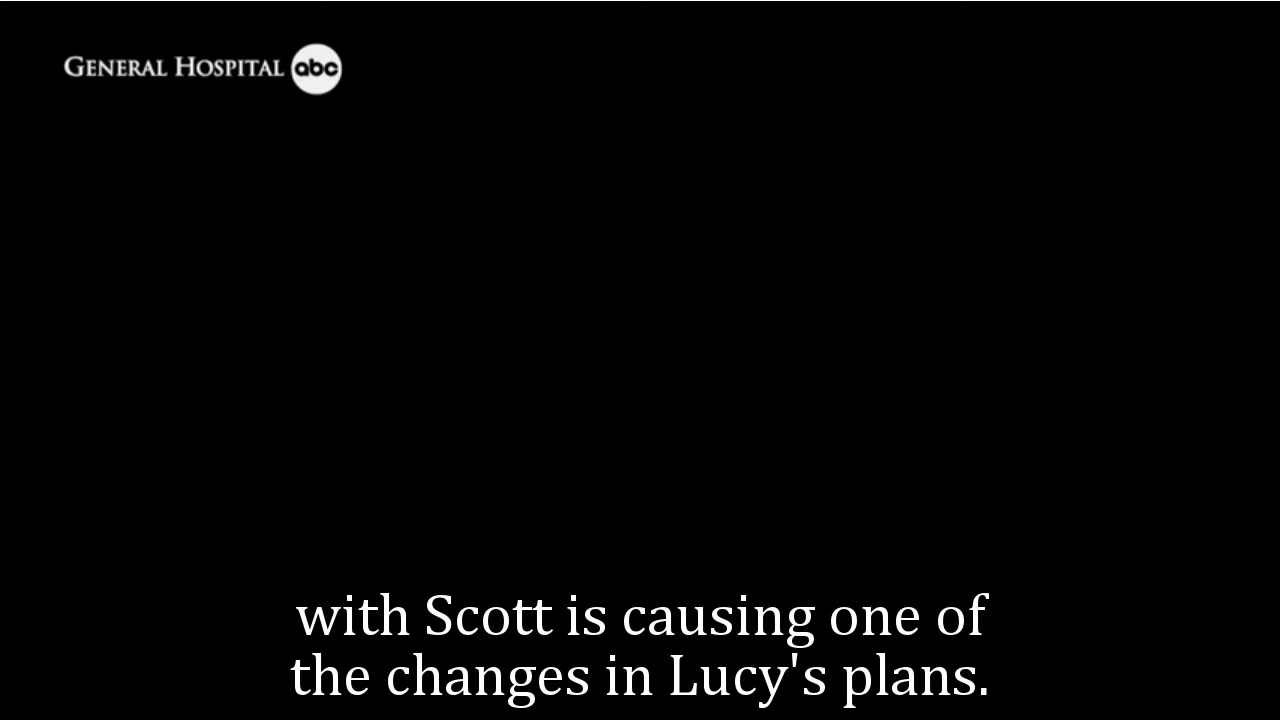 GENERAL HOSPITAL abc
with Scott is causing one of
the changes in Lucy's plans.